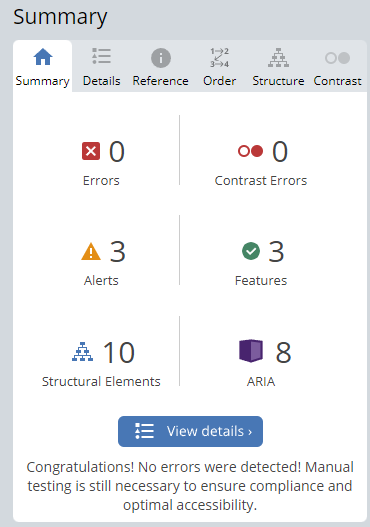 Summary
Summary Details Reference Order Structure Contrast
0 0
Errors Contrast Errors
3 3
Alerts Features
10 8
Structural Elements ARIA
View details ›
Congratulations! No errors were detected! Manual
testing is still necessary to ensure compliance and
optimal accessibility.